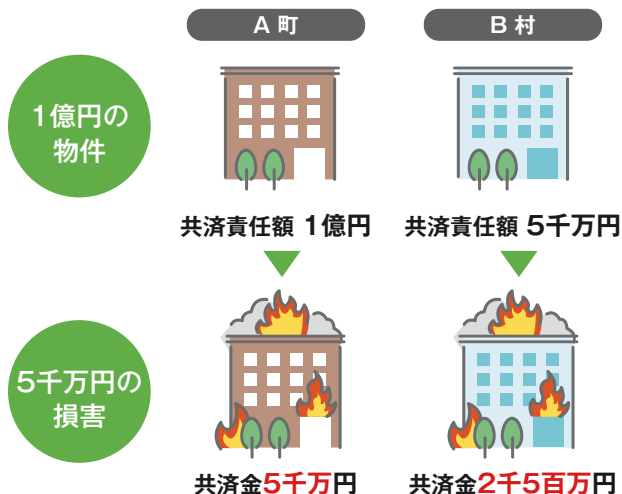 A 町
B 村
1億円の
物件
共済責任額 1億円
共済責任額 5千万円
5千万円の
損害
共済金5千万円
共済金2千5百万円